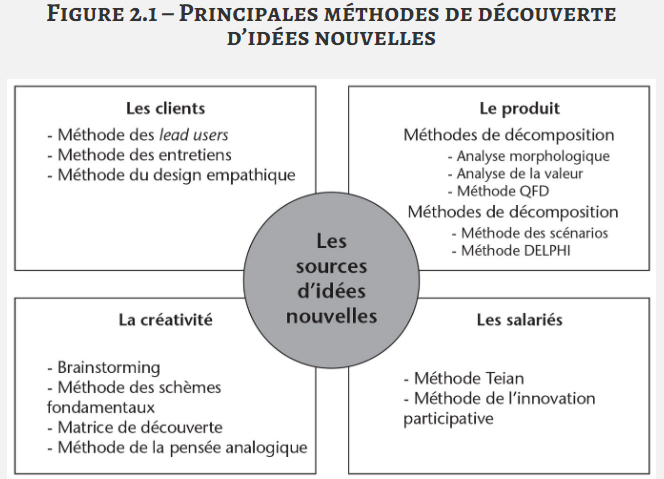 Figure 2.1 – Principales méthodes de découverte
d’idées nouvelles
Les clients
- Méthode des lead users
- Methode des entretiens
- Méthode du design empathique
Le produit
Méthodes de décomposition
- Analyse morphologique
- Analyse de la valeur
- Méthode QFD
Méthodes de décomposition
- Méthode des scénarios
- Méthode DELPHI
Les
sources
d’idées
nouvelles
La créativité
- Brainstorming
- Méthode des schèmes
fondamentaux
- Matrice de découverte
- Méthode de la pensée analogique
Les salariés
- Méthode Teian
- Méthode de l’innovation
participative